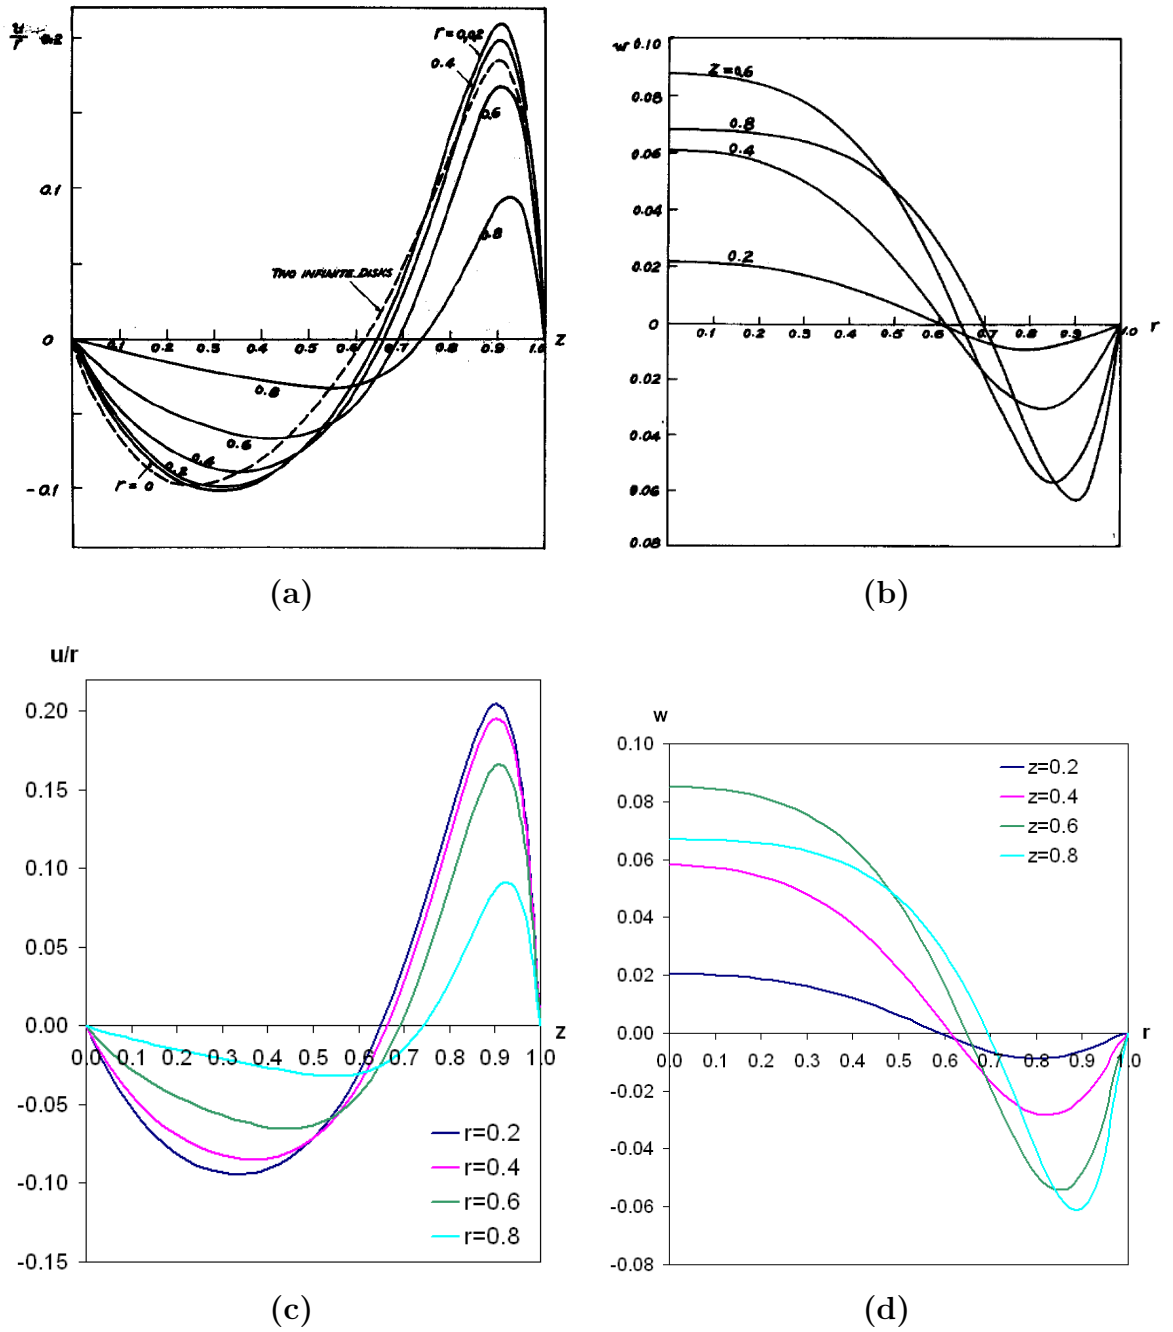 u/r 0.2
r=0,0.2
0.4
0.6
0.1
0.8
TWO INFINITE DISKS
0
0.1 0.2 0.3 0.4 0.5 0.6 0.7 0.8 0.9 1.0
z
0.8
0.6
0.4
0.2
r=0
-0.1
(a)
w 0.10
Z=0.6
0.08
0.8
0.06
0.4
0.04
0.2
0.02
0
0.1 0.2 0.3 0.4 0.5 0.6 0.7 0.8 0.9 1.0
r
0.02
0.04
0.06
0.08
(b)
u/r
0.20
0.15
0.10
0.05
0.00
0.0 0.1 0.2 0.3 0.4 0.5 0.6 0.7 0.8 0.9 1.0
z
-0.05
-0.10
-0.15
r=0.2
r=0.4
r=0.6
r=0.8
(c)
w
0.10
0.08
0.06
0.04
0.02
0.00
0.0 0.1 0.2 0.3 0.4 0.5 0.6 0.7 0.8 0.9 1.0
r
-0.02
-0.04
-0.06
-0.08
z=0.2
z=0.4
z=0.6
z=0.8
(d)